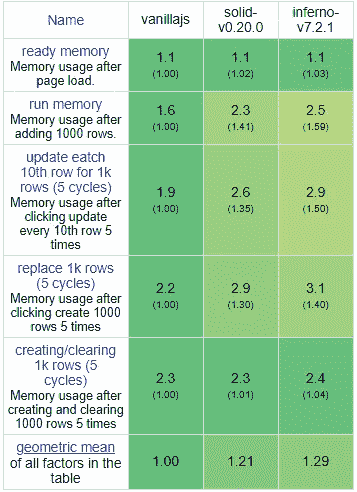 Name vanillajs solid-v0.20.0 inferno-v7.2.1
ready memory
Memory usage after
page load.
1.1 1.1 1.1
(1.00) (1.02) (1.03)
run memory
Memory usage after
adding 1000 rows.
1.6 2.3 2.5
(1.00) (1.41) (1.59)
update eatch
10th row for 1k
rows (5 cycles)
Memory usage after
clicking update
every 10th row 5
times
1.9 2.6 2.9
(1.00) (1.35) (1.50)
replace 1k rows
(5 cycles)
Memory usage after
clicking create 1000
rows 5 times
2.2 2.9 3.1
(1.00) (1.30) (1.40)
creating/clearing
1k rows (5
cycles)
Memory usage after
creating and clearing
1000 rows 5 times
2.3 2.3 2.4
(1.00) (1.01) (1.04)
geometric mean
of all factors in the
table
1.00 1.21 1.29